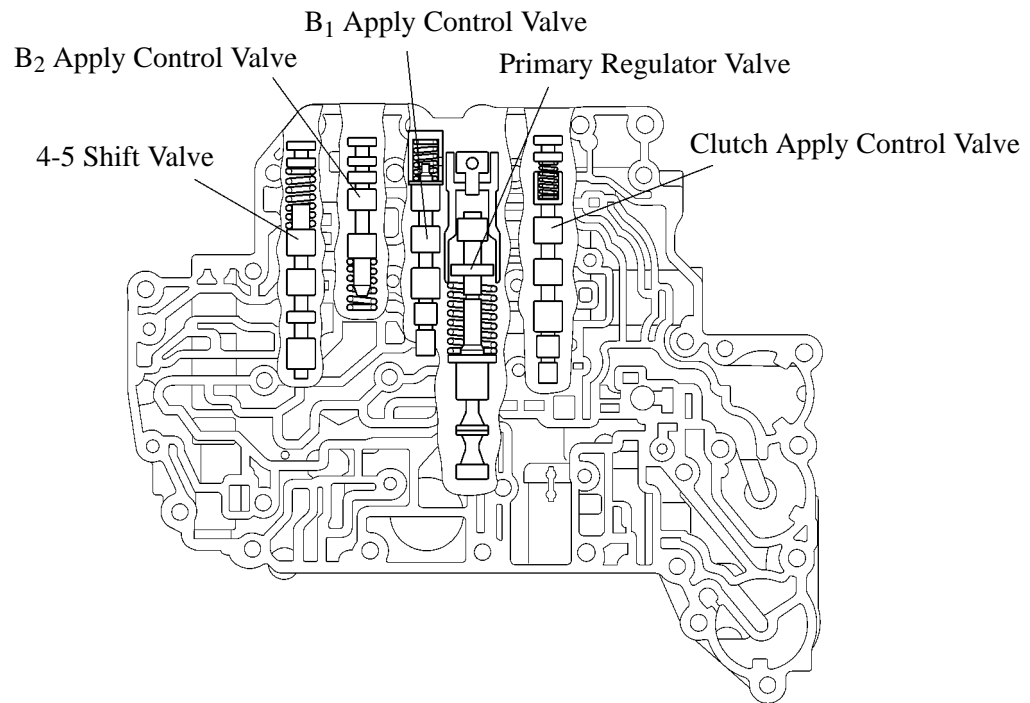 B1 Apply Control Valve
B2 Apply Control Valve
Primary Regulator Valve
4-5 Shift Valve
Clutch Apply Control Valve